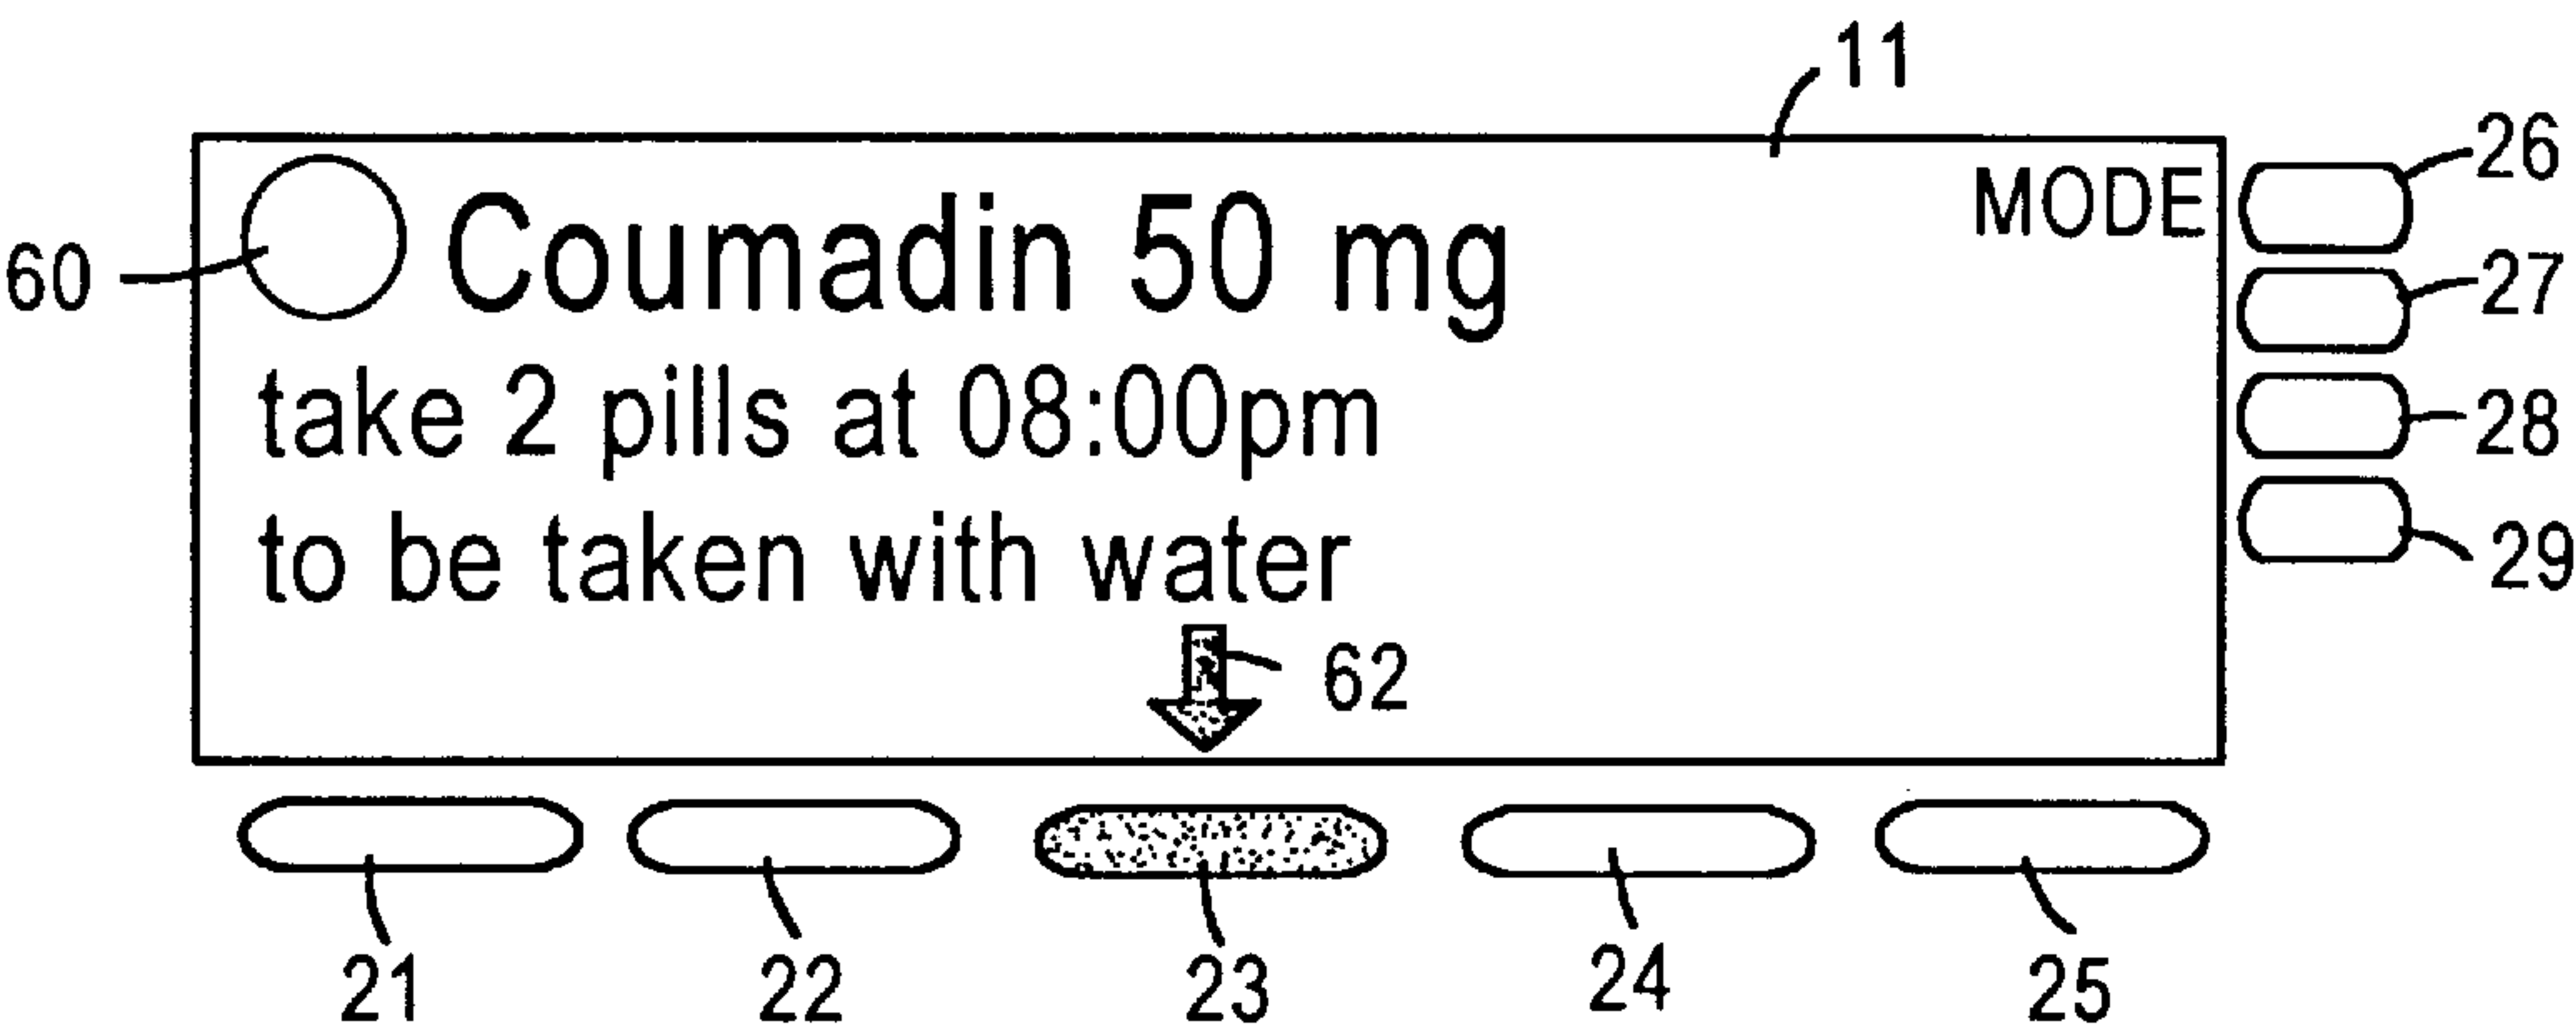 11
26
MODE
60
Coumadin 50 mg
27
take 2 pills at 08:00pm
28
to be taken with water
29
62
21 22 23 24 25